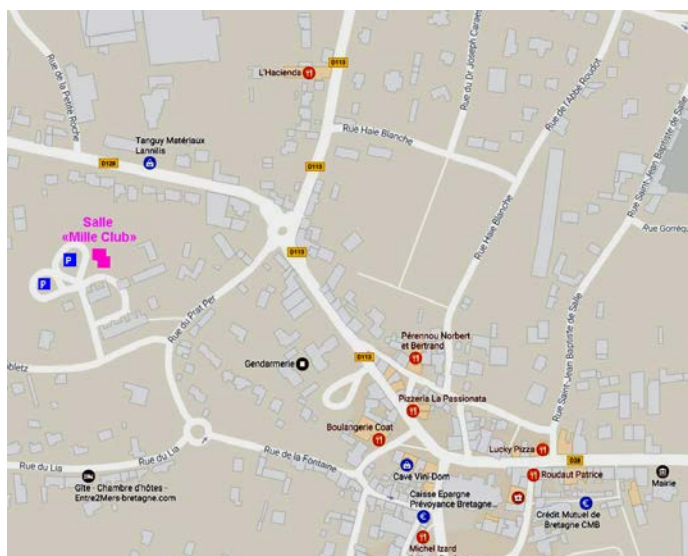 Rue du Dr Joseph Caraës
Rue de l'Abbé Roudot
D113
L'Hacienda
Rue de la Petite Roche
Rue Saint-Jean Baptiste de Salle
Rue Haie Blanche
Tanguy Matériaux
Lannilis
D128
D113
Salle
«Mille Club»
P
P
D113
Rue Haie Blanche
Rue du Prat Per
Pérennou Norbert
et Bertrand
D113
Gendarmerie
Rue Saint-Jean Baptiste de Salle
Pizzeria La Passionata
Boulangerie Coat
Lucky Pizza
Rue de la Fontaine
Rue du Lia
Rue du Lia
Cave Vini-Dom
D28
Roudaut Patrice
Mairie
Gîte - Chambre d'hôtes -
Entre2Mers-bretagne.com
Caisse Epargne
Prévoyance Bretagne...
€
€
Crédit Mutuel de
Bretagne CMB
Michel Izard